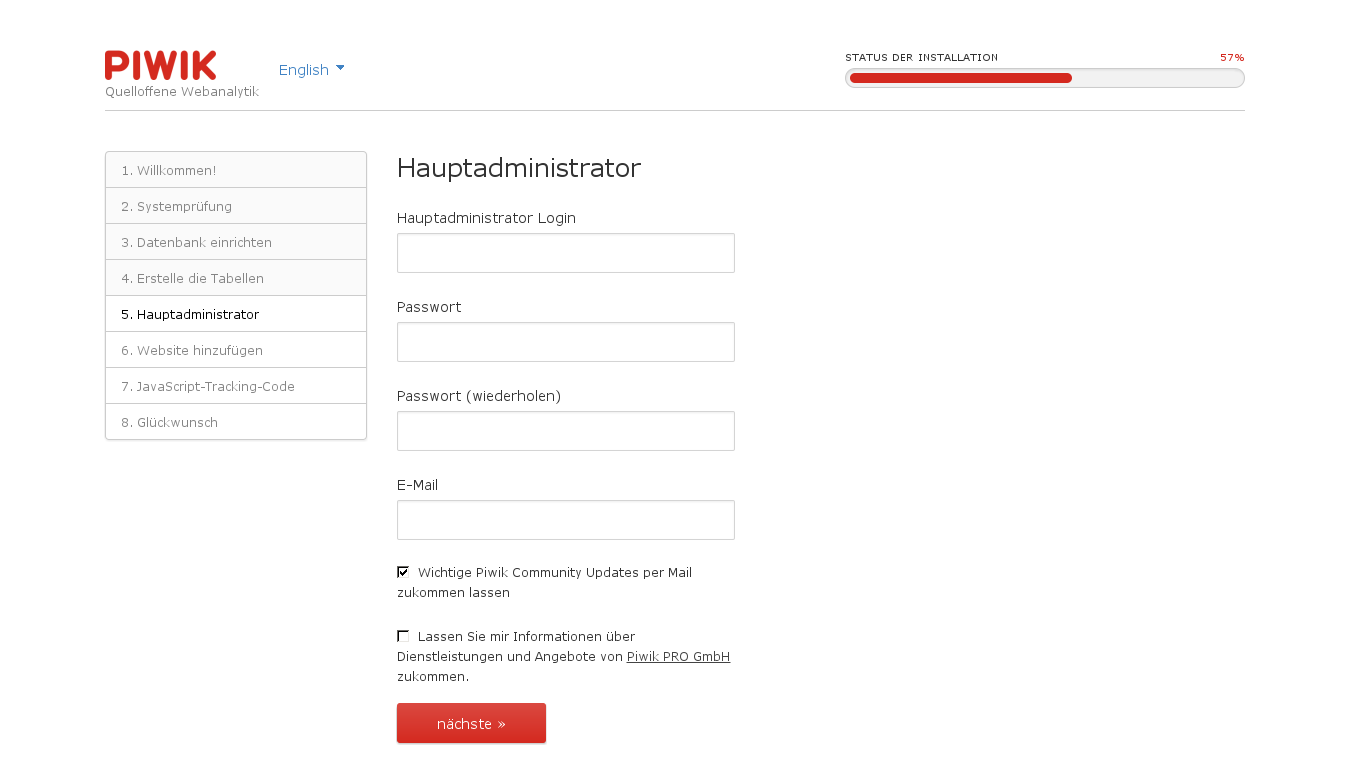 PIWIK
Quelloffene Webanalytik
English
STATUS DER INSTALLATION 57%
1. Willkommen!
2. Systemprüfung
3. Datenbank einrichten
4. Erstelle die Tabellen
5. Hauptadministrator
6. Website hinzufügen
7. JavaScript-Tracking-Code
8. Glückwunsch
Hauptadministrator
Hauptadministrator Login
Passwort
Passwort (wiederholen)
E-Mail
Wichtige Piwik Community Updates per Mail
zukommen lassen
Lassen Sie mir Informationen über
Dienstleistungen und Angebote von Piwik PRO GmbH
zukommen.
nächste »